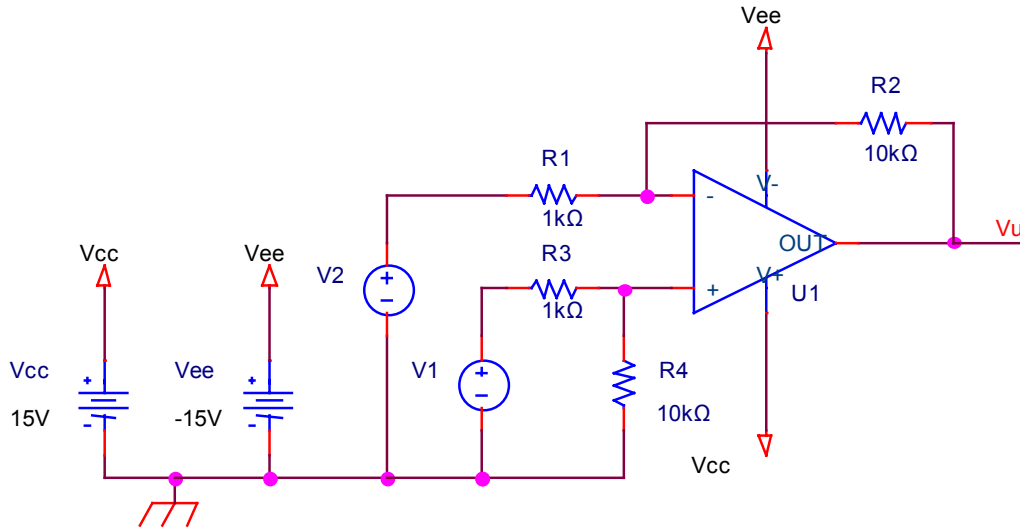 Vee
R2
10kΩ
R1
1kΩ
V-
-
OUT
Vu
Vcc
Vee
V2
+
-
R3
1kΩ
+
V+
U1
Vcc
15V
+
-
Vee
-15V
+
-
V1
+
-
R4
10kΩ
Vcc